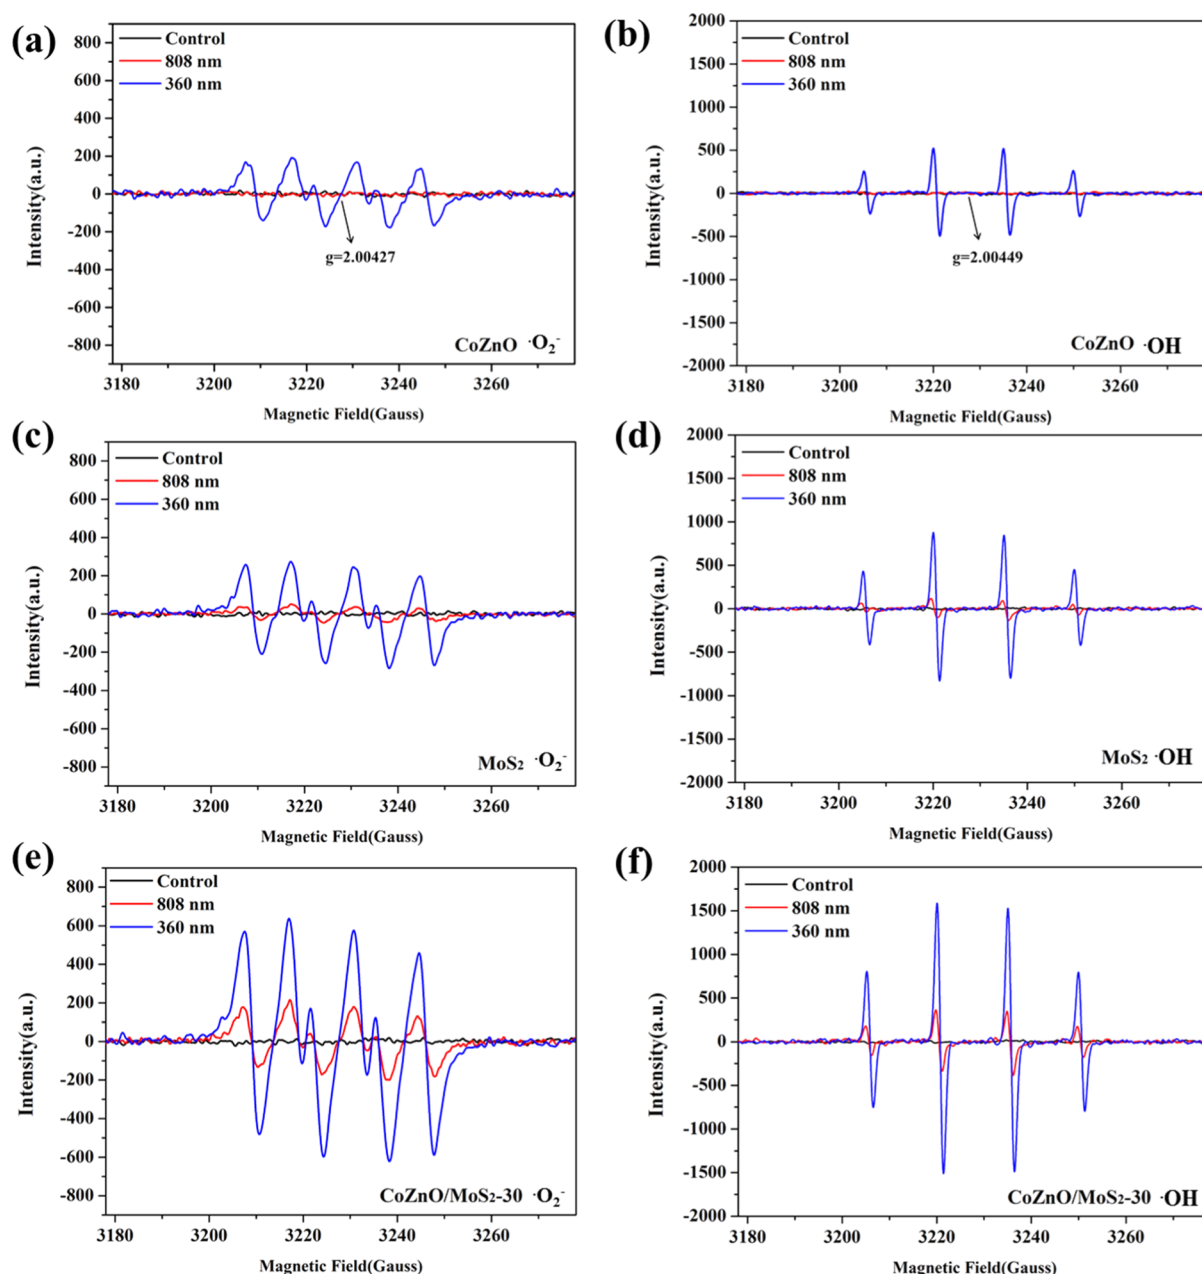 (a)
Control
808 nm
360 nm
800
600
400
200
0
-200
-400
-600
-800
Intensity(a.u.)
g=2.00427
CoZnO ·O₂⁻
3180 3200 3220 3240 3260
Magnetic Field(Gauss)
(b)
Control
808 nm
360 nm
2000
1500
1000
500
0
-500
-1000
-1500
-2000
Intensity(a.u.)
g=2.00449
CoZnO ·OH
3180 3200 3220 3240 3260
Magnetic Field(Gauss)
(c)
Control
808 nm
360 nm
800
600
400
200
0
-200
-400
-600
-800
Intensity(a.u.)
MoS₂ ·O₂⁻
3180 3200 3220 3240 3260
Magnetic Field(Gauss)
(d)
Control
808 nm
360 nm
2000
1500
1000
500
0
-500
-1000
-1500
-2000
Intensity(a.u.)
MoS₂ ·OH
3180 3200 3220 3240 3260
Magnetic Field(Gauss)
(e)
Control
808 nm
360 nm
800
600
400
200
0
-200
-400
-600
-800
Intensity(a.u.)
CoZnO/MoS₂-30 ·O₂⁻
3180 3200 3220 3240 3260
Magnetic Field(Gauss)
(f)
Control
808 nm
360 nm
2000
1500
1000
500
0
-500
-1000
-1500
-2000
Intensity(a.u.)
CoZnO/MoS₂-30 ·OH
3180 3200 3220 3240 3260
Magnetic Field(Gauss)